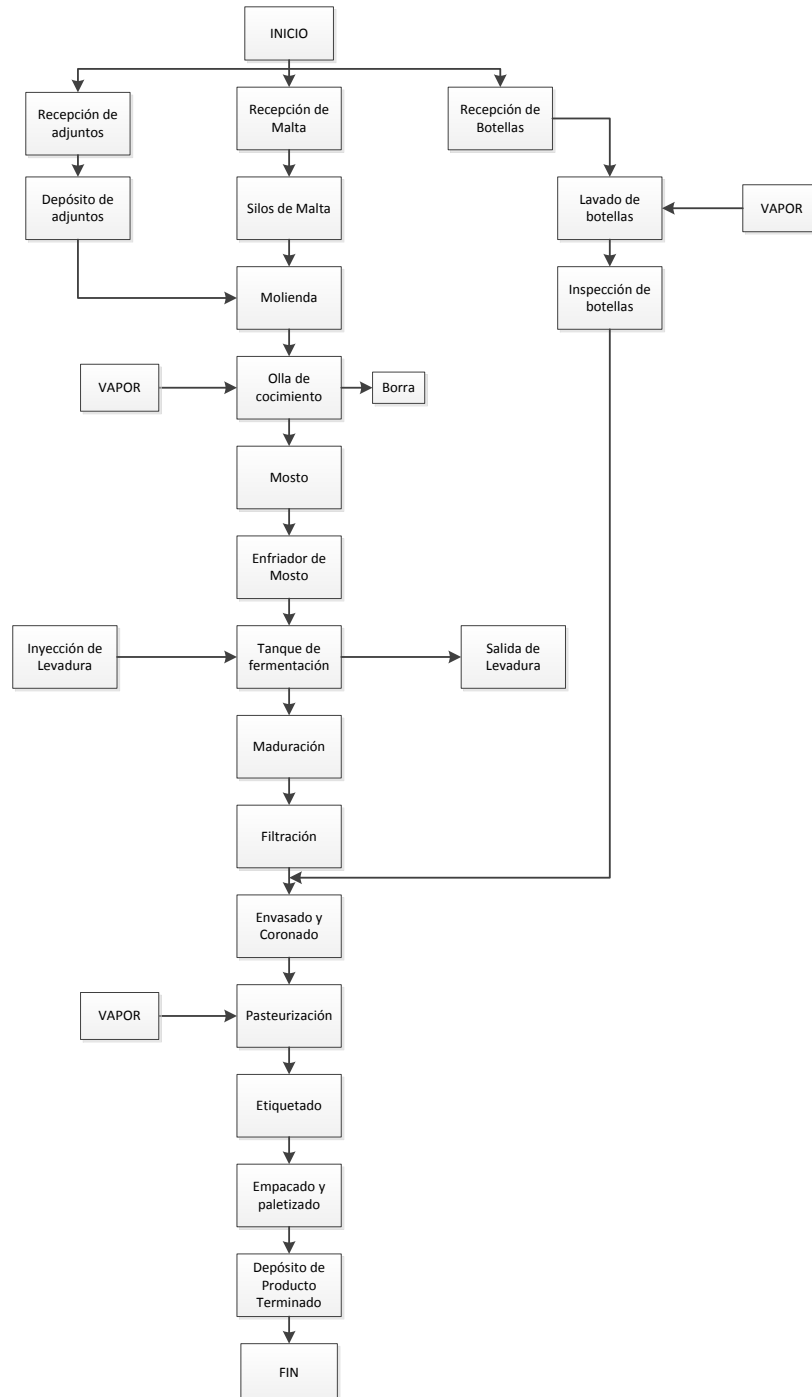 INICIO
Recepción de
adjuntos
Recepción de
Malta
Recepción de
Botellas
Depósito de
adjuntos
Silos de Malta
Lavado de
botellas
VAPOR
Molienda
Inspección de
botellas
VAPOR
Olla de
cocimiento
Borra
Mosto
Enfriador de
Mosto
Inyección de
Levadura
Tanque de
fermentación
Salida de
Levadura
Maduración
Filtración
Envasado y
Coronado
VAPOR
Pasteurización
Etiquetado
Empacado y
paletizado
Depósito de
Producto
Terminado
FIN